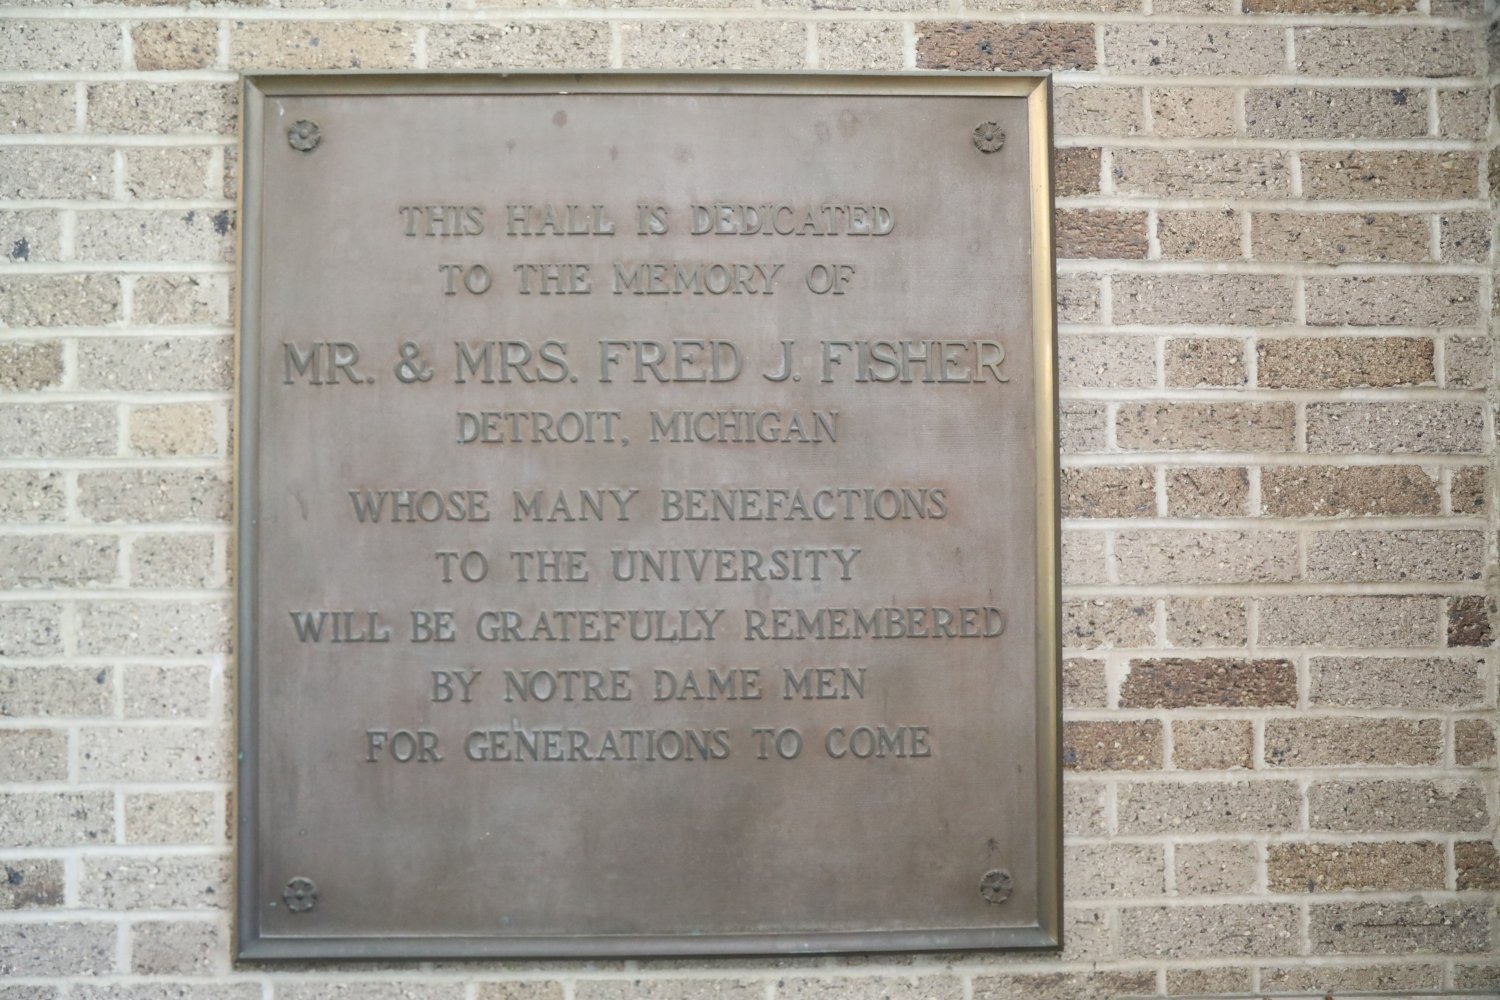 THIS HALL IS DEDICATED
TO THE MEMORY OF
MR. & MRS. FRED J. FISHER
DETROIT, MICHIGAN
WHOSE MANY BENEFACTIONS
TO THE UNIVERSITY
WILL BE GRATEFULLY REMEMBERED
BY NOTRE DAME MEN
FOR GENERATIONS TO COME